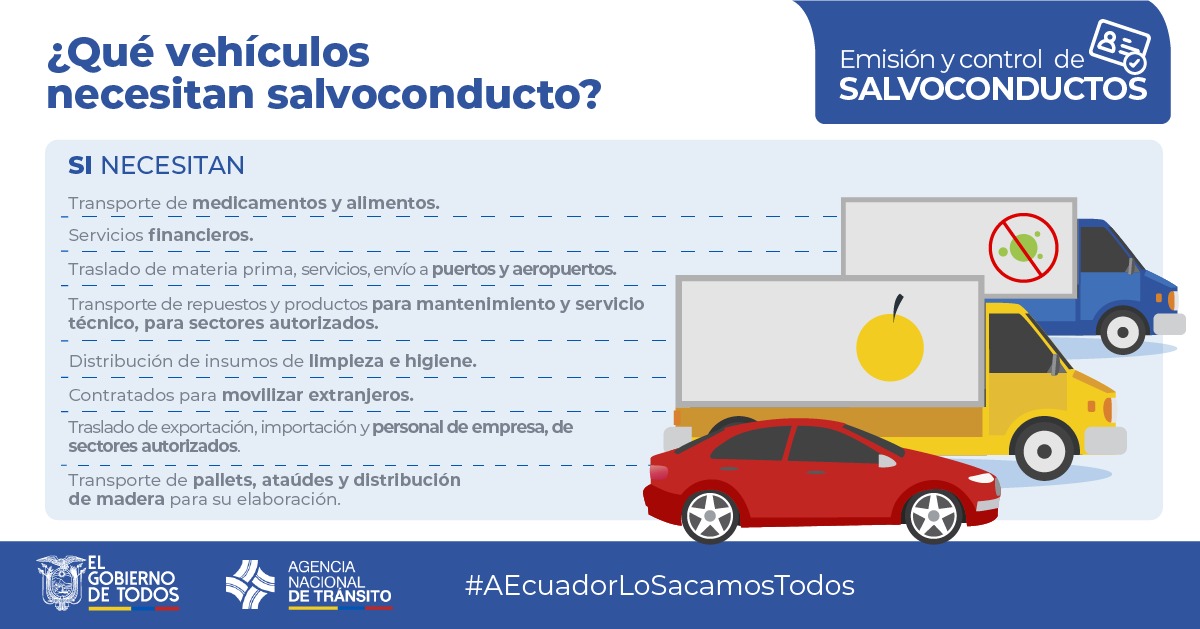 ¿Qué vehículos
necesitan salvoconducto?
Emisión y control de
SALVOCONDUCTOS
SI NECESITAN
Transporte de medicamentos y alimentos.
Servicios financieros.
Traslado de materia prima, servicios, envío a puertos y aeropuertos.
Transporte de repuestos y productos para mantenimiento y servicio
técnico, para sectores autorizados.
Distribución de insumos de limpieza e higiene.
Contratados para movilizar extranjeros.
Traslado de exportación, importación y personal de empresa, de
sectores autorizados.
Transporte de pallets, ataúdes y distribución
de madera para su elaboración.
EL
GOBIERNO
DE TODOS
AGENCIA
NACIONAL
DE TRÁNSITO
#AEcuadorLoSacamosTodos